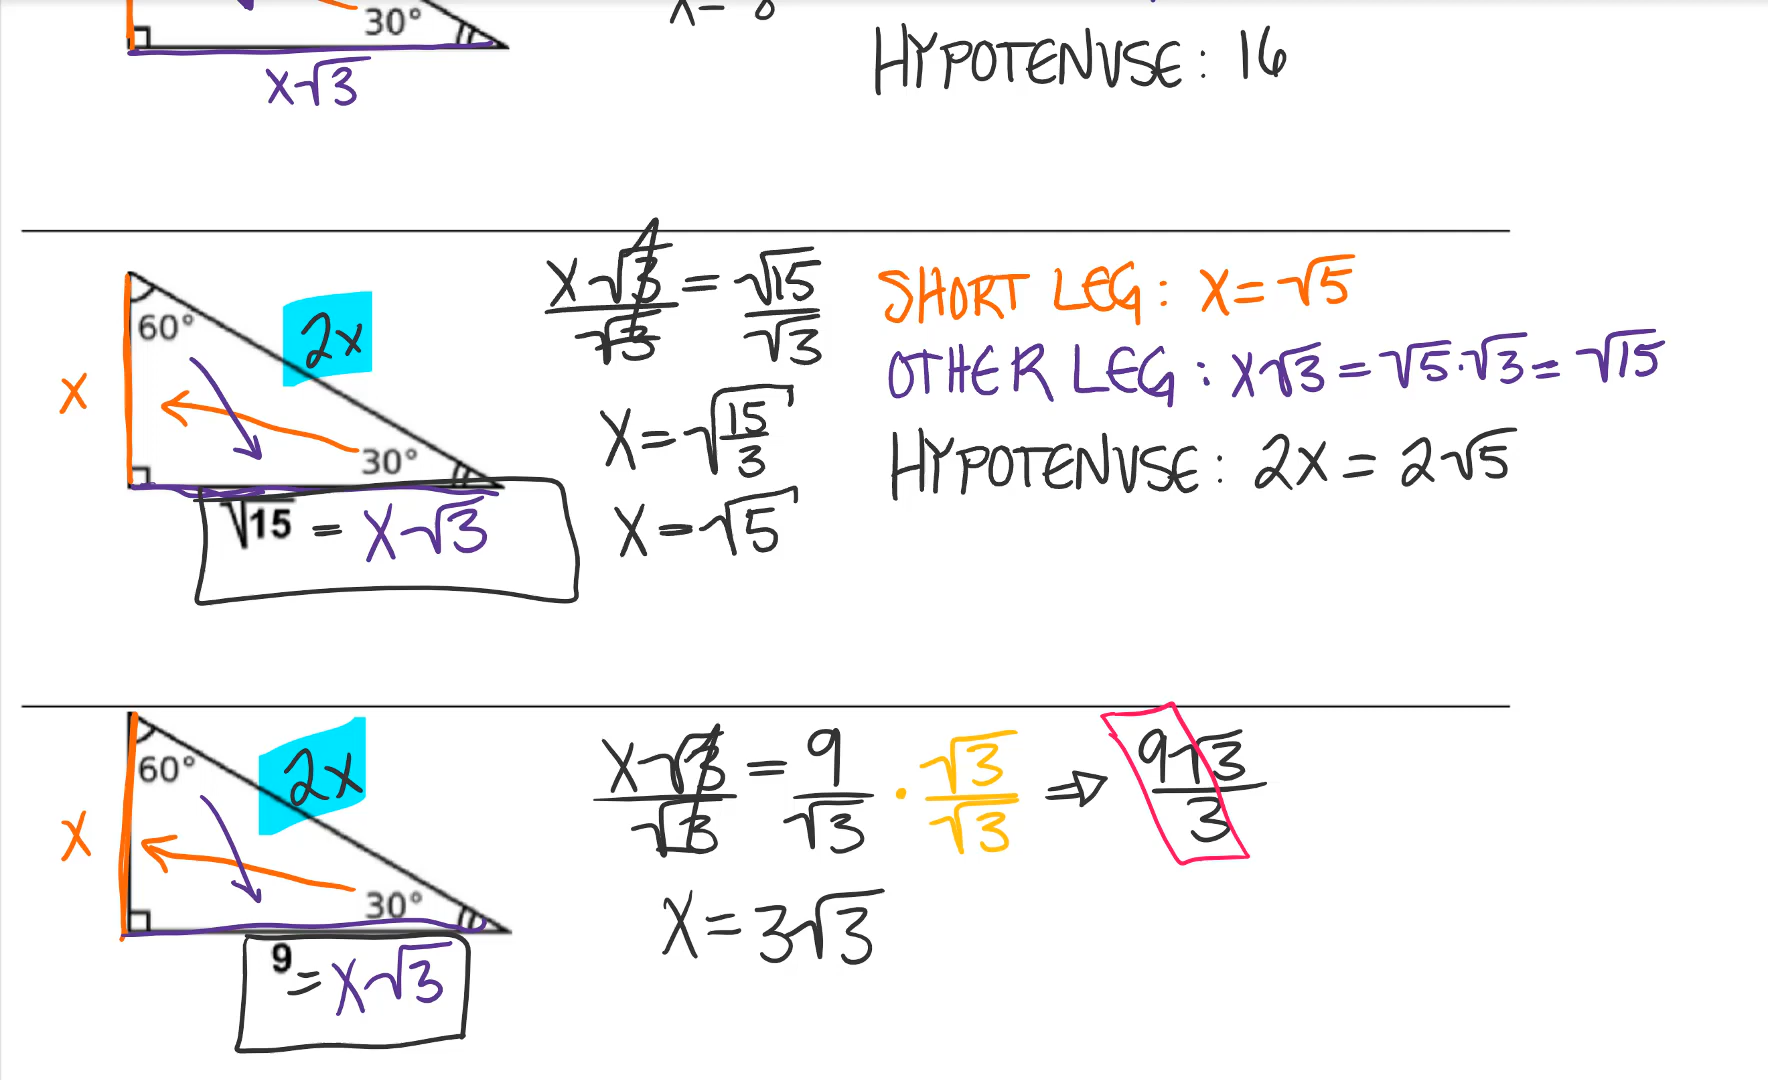 30°
x√3
x= 8
HYPOTENUSE: 16
60°
2x
x
30°
√15 = x√3
x√3/√3 = √15/√3
x=√15/3
x=√5
SHORT LEG: x=√5
OTHER LEG: x√3=√5·√3=√15
HYPOTENUSE: 2x = 2√5
60°
2x
x
30°
9=x√3
x√3/√3 = 9/√3 · √3/√3 ⇒ 9√3/3
x=3√3